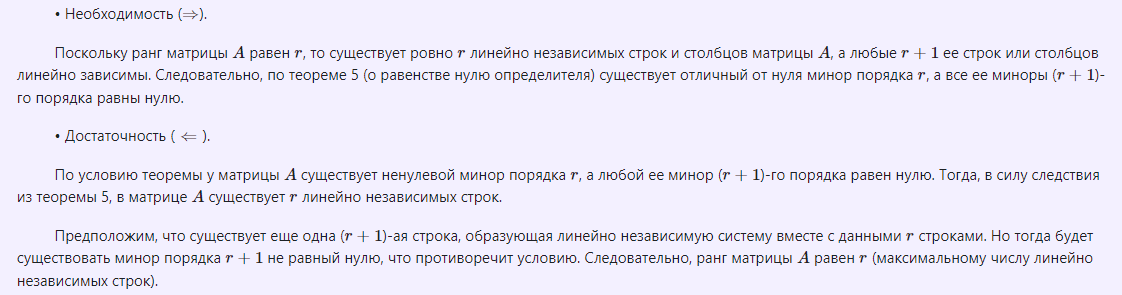 • Необходимость (⇒).
Поскольку ранг матрицы A равен r, то существует ровно r линейно независимых строк и столбцов матрицы A, а любые r + 1 ее строк или столбцов
линейно зависимы. Следовательно, по теореме 5 (о равенстве нулю определителя) существует отличный от нуля минор порядка r, а все ее миноры (r + 1)-
го порядка равны нулю.
• Достаточность ( ⇐ ).
По условию теоремы у матрицы A существует ненулевой минор порядка r, а любой ее минор (r + 1)-го порядка равен нулю. Тогда, в силу следствия
из теоремы 5, в матрице A существует r линейно независимых строк.
Предположим, что существует еще одна (r + 1)-ая строка, образующая линейно независимую систему вместе с данными r строками. Но тогда будет
существовать минор порядка r + 1 не равный нулю, что противоречит условию. Следовательно, ранг матрицы A равен r (максимальному числу линейно
независимых строк).